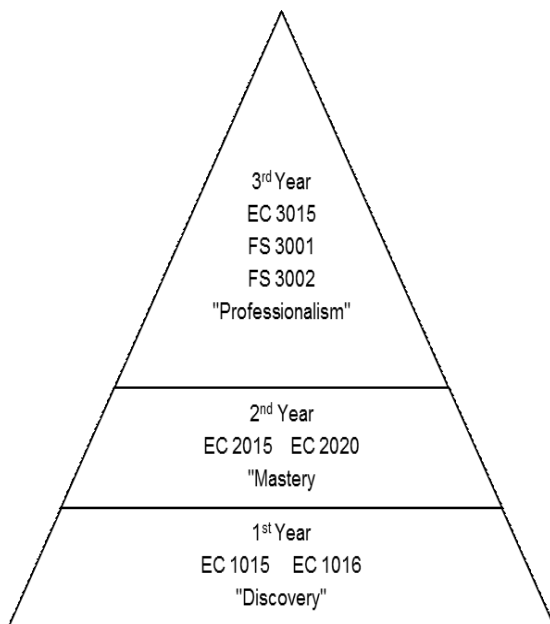 3rd Year
EC 3015
FS 3001
FS 3002
"Professionalism"
2nd Year
EC 2015 EC 2020
"Mastery
1st Year
EC 1015 EC 1016
"Discovery"